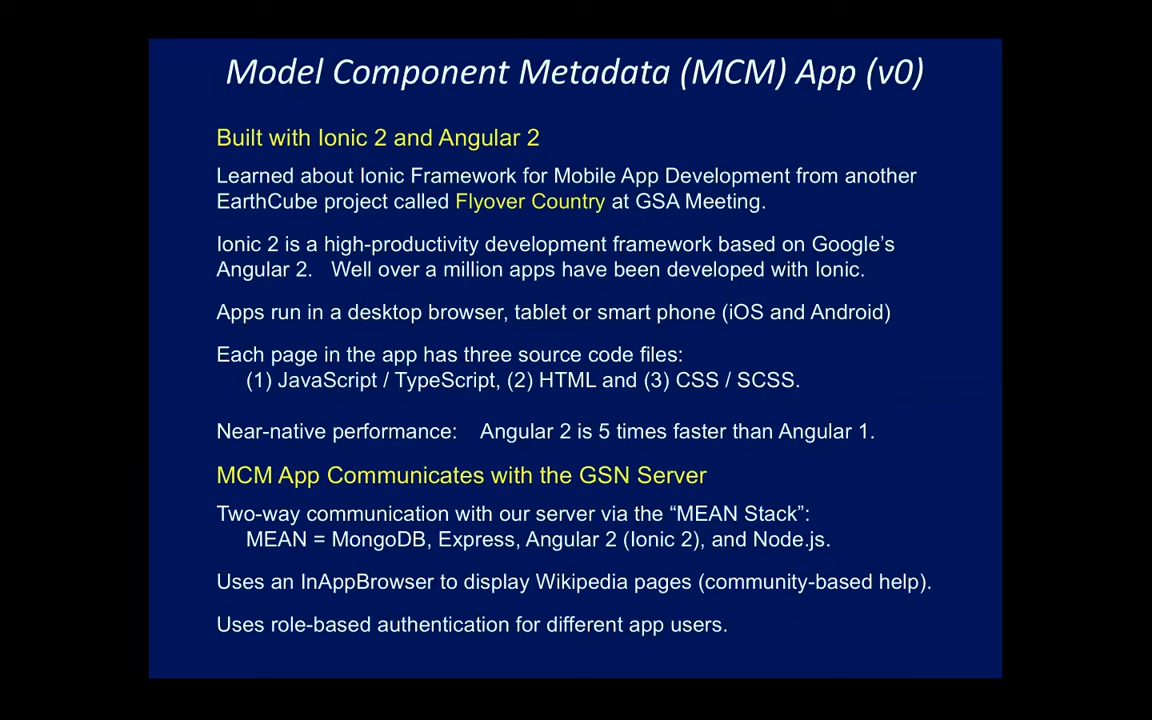 Model Component Metadata (MCM) App (v0)
Built with Ionic 2 and Angular 2
Learned about Ionic Framework for Mobile App Development from another
EarthCube project called Flyover Country at GSA Meeting.
Ionic 2 is a high-productivity development framework based on Google's
Angular 2. Well over a million apps have been developed with Ionic.
Apps run in a desktop browser, tablet or smart phone (iOS and Android)
Each page in the app has three source code files:
(1) JavaScript / TypeScript, (2) HTML and (3) CSS / SCSS.
Near-native performance: Angular 2 is 5 times faster than Angular 1.
MCM App Communicates with the GSN Server
Two-way communication with our server via the “MEAN Stack”:
MEAN = MongoDB, Express, Angular 2 (Ionic 2), and Node.js.
Uses an InAppBrowser to display Wikipedia pages (community-based help).
Uses role-based authentication for different app users.